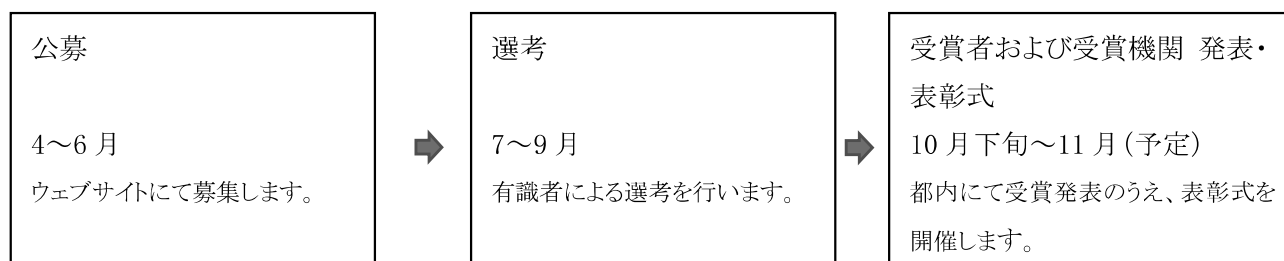 公募
4～6 月
ウェブサイトにて募集します。
選考
7～9 月
有識者による選考を行います。
受賞者および受賞機関 発表・
表彰式
10 月下旬～11 月（予定）
都内にて受賞発表のうえ、表彰式を
開催します。